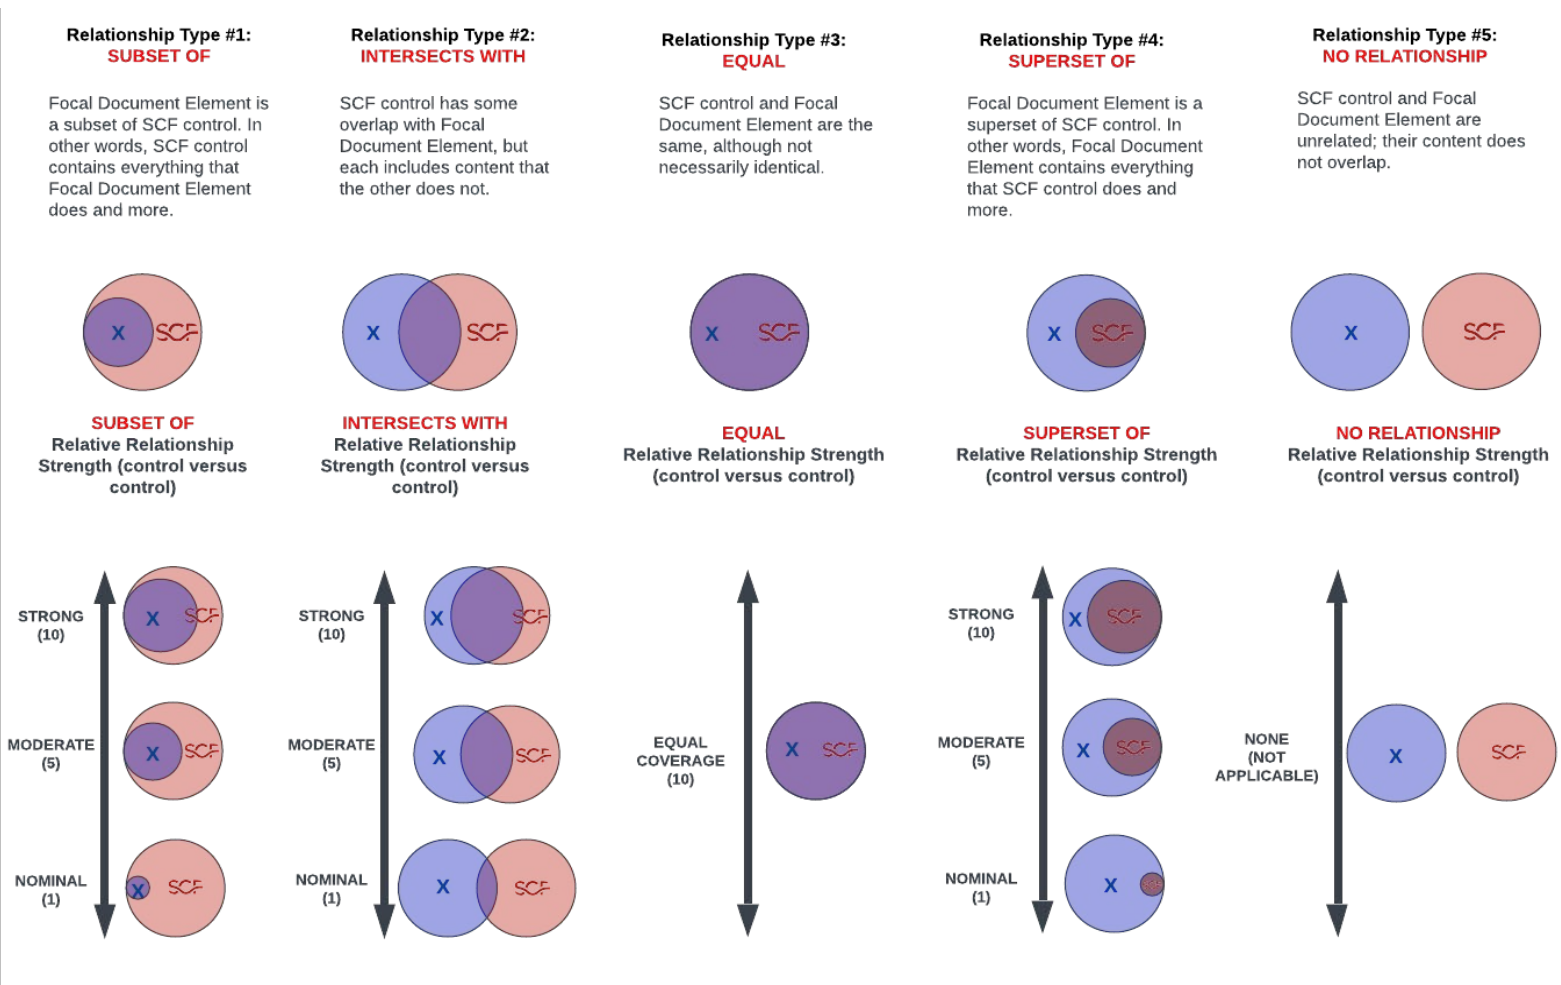 Relationship Type #1:
SUBSET OF
Focal Document Element is
a subset of SCF control. In
other words, SCF control
contains everything that
Focal Document Element
does and more.
X SCF
SUBSET OF
Relative Relationship
Strength (control versus
control)
STRONG
(10)
X SCF
MODERATE
(5)
X SCF
NOMINAL
(1)
X SCF
Relationship Type #2:
INTERSECTS WITH
SCF control has some
overlap with Focal
Document Element, but
each includes content that
the other does not.
X SCF
INTERSECTS WITH
Relative Relationship
Strength (control versus
control)
STRONG
(10)
X SCF
MODERATE
(5)
X SCF
NOMINAL
(1)
X SCF
Relationship Type #3:
EQUAL
SCF control and Focal
Document Element are the
same, although not
necessarily identical.
X SCF
EQUAL
Relative Relationship Strength
(control versus control)
EQUAL
COVERAGE
(10)
X SCF
Relationship Type #4:
SUPERSET OF
Focal Document Element is a
superset of SCF control. In
other words, Focal Document
Element contains everything
that SCF control does and
more.
X SCF
SUPERSET OF
Relative Relationship Strength
(control versus control)
STRONG
(10)
X SCF
MODERATE
(5)
X SCF
NOMINAL
(1)
X SCF
Relationship Type #5:
NO RELATIONSHIP
SCF control and Focal
Document Element are
unrelated; their content does
not overlap.
X SCF
NO RELATIONSHIP
Relative Relationship Strength
(control versus control)
NONE
(NOT
APPLICABLE)
X SCF